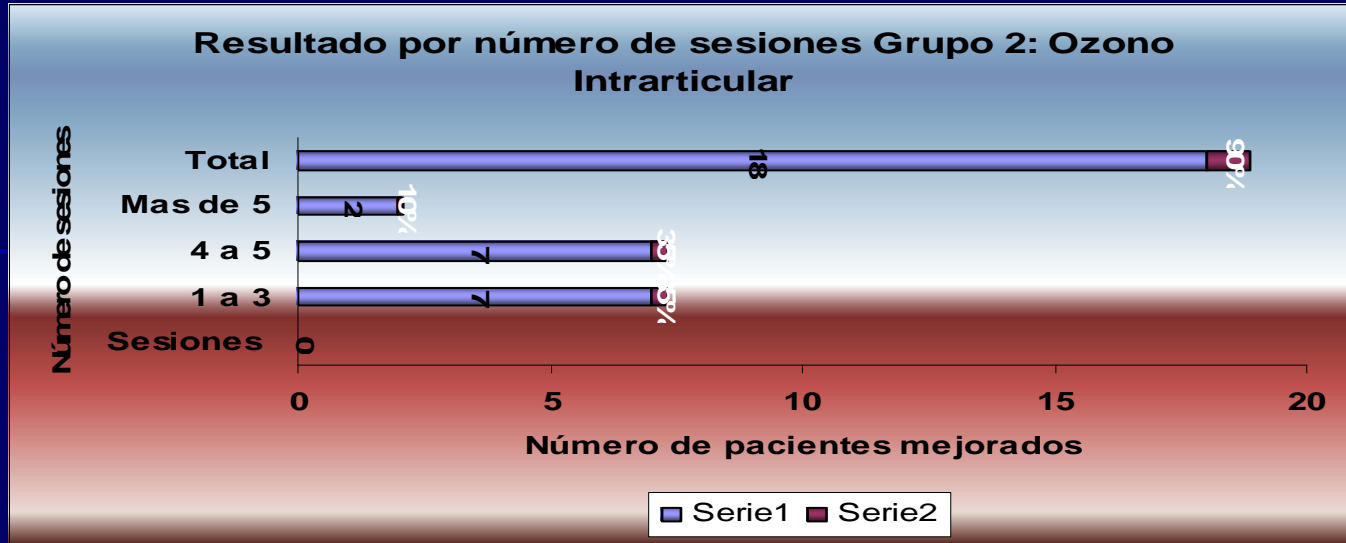 Resultado por número de sesiones Grupo 2: Ozono
Intrarticular
Número de sesiones
Total
18
90%
Mas de 5
2
10%
4 a 5
7
35%
1 a 3
7
35%
Sesiones
0
0
5
10
15
20
Número de pacientes mejorados
Serie1
Serie2